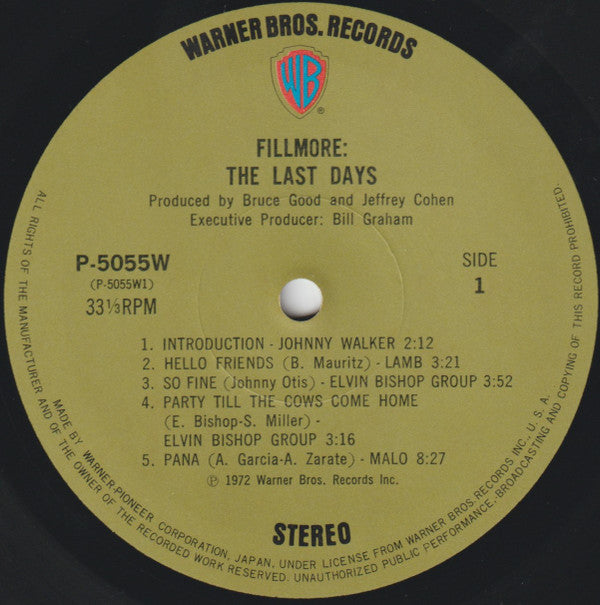 WARNER BROS. RECORDS
WB
®
FILLMORE:
THE LAST DAYS
Produced by Bruce Good and Jeffrey Cohen
Executive Producer: Bill Graham
P-5055W
(P-5055W1)
33⅓RPM
SIDE
1
1. INTRODUCTION - JOHNNY WALKER 2:12
2. HELLO FRIENDS (B. Mauritz) - LAMB 3:21
3. SO FINE (Johnny Otis) - ELVIN BISHOP GROUP 3:52
4. PARTY TILL THE COWS COME HOME
(E. Bishop-S. Miller) -
ELVIN BISHOP GROUP 3:16
5. PANA (A. Garcia-A. Zarate) - MALO 8:27
℗ 1972 Warner Bros. Records Inc.
STEREO
MADE BY WARNER-PIONEER CORPORATION, JAPAN, UNDER LICENSE FROM WARNER BROS. RECORDS INC., U.S.A.
ALL RIGHTS OF THE MANUFACTURER AND OF THE OWNER OF THE RECORDED WORK RESERVED. UNAUTHORIZED PUBLIC PERFORMANCE,·BROADCASTING AND COPYING OF THIS RECORD PROHIBITED.